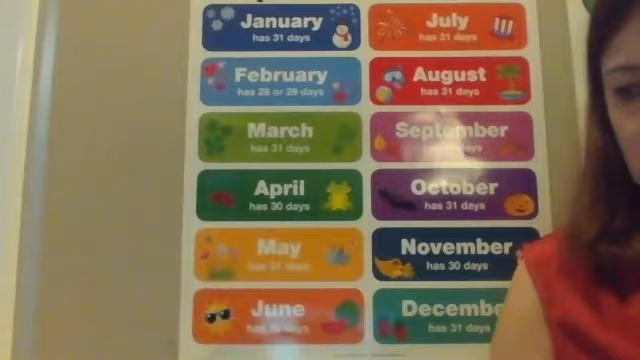 January
has 31 days
February
has 28 or 29 days
March
has 31 days
April
has 30 days
May
has 31 days
June
has 30 days
July
has 31 days
August
has 31 days
September
days
October
has 31 days
November
has 30 days
Decembe
has 31 days